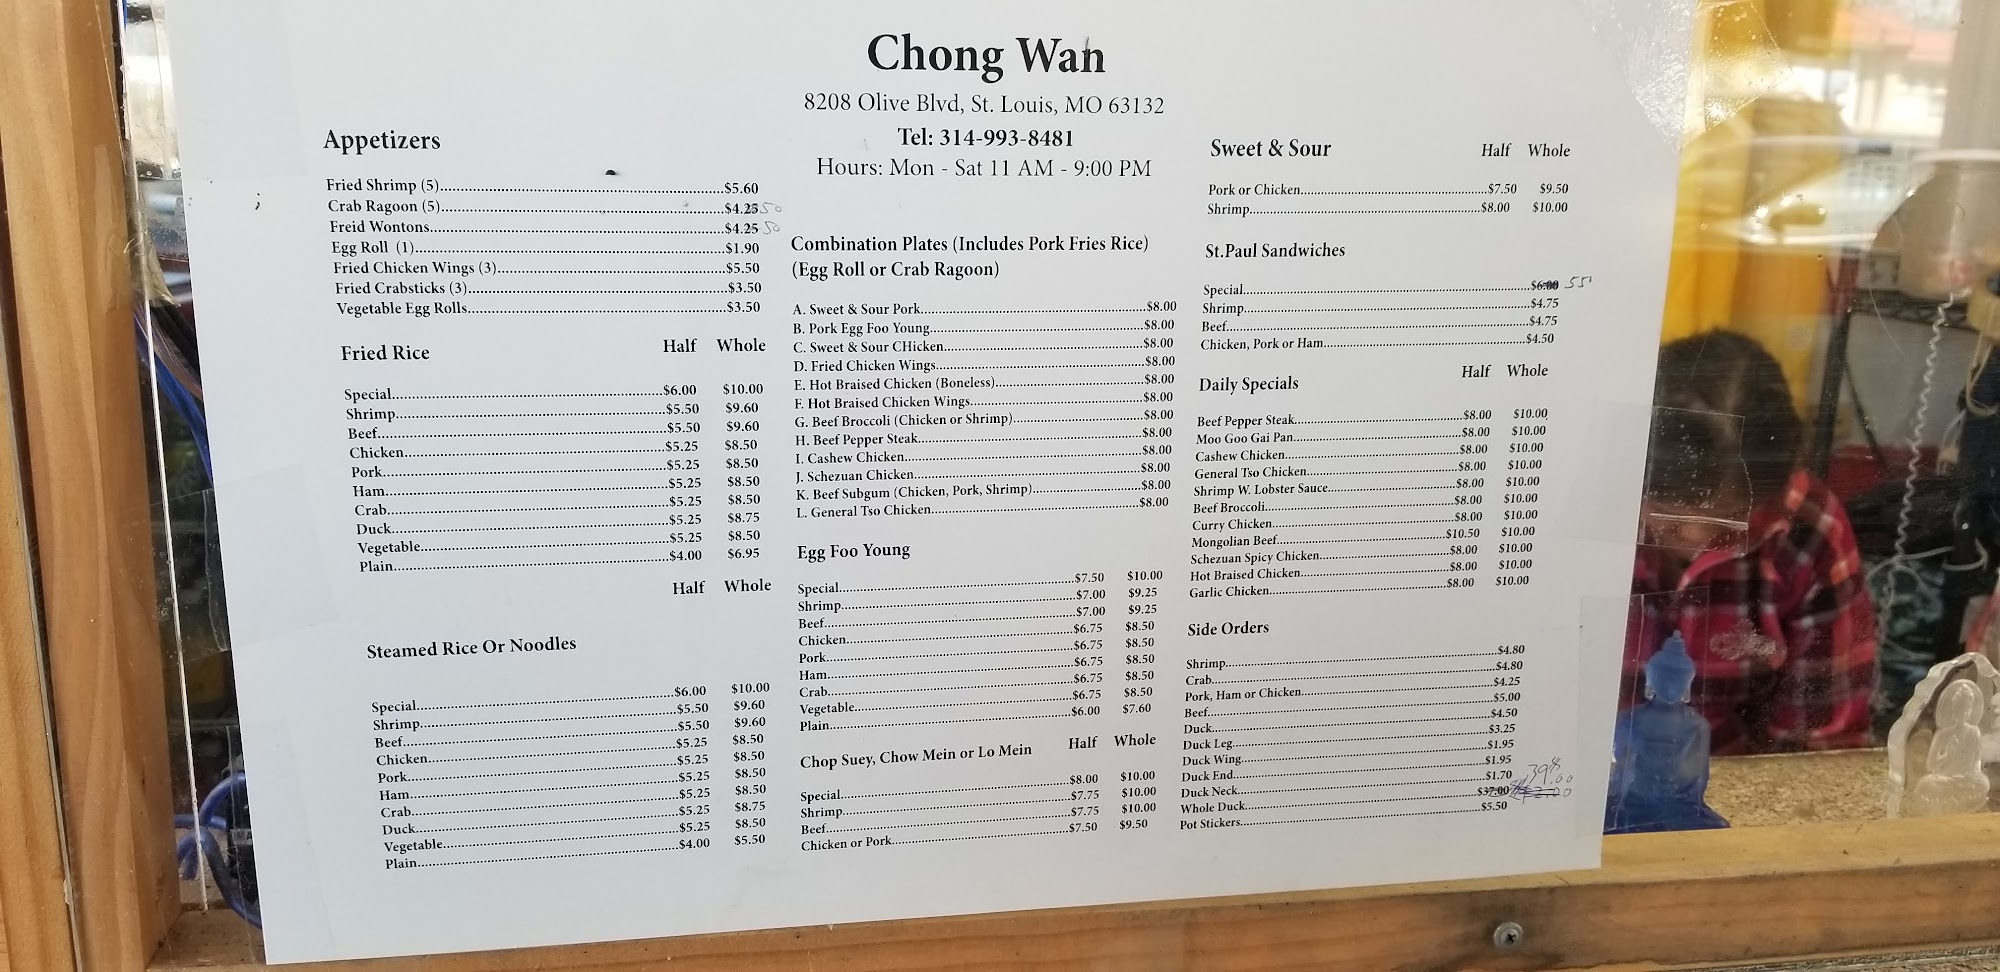 Chong Wan
8208 Olive Blvd, St. Louis, MO 63132
Tel: 314-993-8481
Hours: Mon - Sat 11 AM - 9:00 PM
Appetizers
Fried Shrimp (5) $5.60
Crab Ragoon (5) $4.25 50
Freid Wontons $4.25 50
Egg Roll (1) $1.90
Fried Chicken Wings (3) $5.50
Fried Crabsticks (3) $3.50
Vegetable Egg Rolls $3.50
Fried Rice Half Whole
Special $6.00 $10.00
Shrimp $5.50 $9.60
Beef $5.50 $9.60
Chicken $5.25 $8.50
Pork $5.25 $8.50
Ham $5.25 $8.50
Crab $5.25 $8.50
Duck $5.25 $8.75
Vegetable $5.25 $8.50
Plain $4.00 $6.95
Half Whole
Steamed Rice Or Noodles
Special $6.00 $10.00
Shrimp $5.50 $9.60
Beef $5.50 $9.60
Chicken $5.25 $8.50
Pork $5.25 $8.50
Ham $5.25 $8.50
Crab $5.25 $8.50
Duck $5.25 $8.75
Vegetable $5.25 $8.50
Plain $4.00 $5.50
Combination Plates (Includes Pork Fries Rice)
(Egg Roll or Crab Ragoon)
A. Sweet & Sour Pork $8.00
B. Pork Egg Foo Young $8.00
C. Sweet & Sour CHicken $8.00
D. Fried Chicken Wings $8.00
E. Hot Braised Chicken (Boneless) $8.00
F. Hot Braised Chicken Wings $8.00
G. Beef Broccoli (Chicken or Shrimp) $8.00
H. Beef Pepper Steak $8.00
I. Cashew Chicken $8.00
J. Schezuan Chicken $8.00
K. Beef Subgum (Chicken, Pork, Shrimp) $8.00
L. General Tso Chicken $8.00
Egg Foo Young
Special $7.50 $10.00
Shrimp $7.00 $9.25
Beef $7.00 $9.25
Chicken $6.75 $8.50
Pork $6.75 $8.50
Ham $6.75 $8.50
Crab $6.75 $8.50
Vegetable $6.75 $8.50
Plain $6.00 $7.60
Chop Suey, Chow Mein or Lo Mein Half Whole
Special $8.00 $10.00
Shrimp $7.75 $10.00
Beef $7.75 $10.00
Chicken or Pork $7.50 $9.50
Sweet & Sour Half Whole
Pork or Chicken $7.50 $9.50
Shrimp $8.00 $10.00
St.Paul Sandwiches
Special $6.00
Shrimp $4.75
Beef $4.75
Chicken, Pork or Ham $4.50
Daily Specials Half Whole
Beef Pepper Steak $8.00 $10.00
Moo Goo Gai Pan $8.00 $10.00
Cashew Chicken $8.00 $10.00
General Tso Chicken $8.00 $10.00
Shrimp W. Lobster Sauce $8.00 $10.00
Beef Broccoli $8.00 $10.00
Curry Chicken $8.00 $10.00
Mongolian Beef $10.50 $10.00
Schezuan Spicy Chicken $8.00 $10.00
Hot Braised Chicken $8.00 $10.00
Garlic Chicken $8.00 $10.00
Side Orders
Shrimp $4.80
Crab $4.80
Pork, Ham or Chicken $4.25
Beef $5.00
Duck $4.50
Duck Leg $3.25
Duck Wing $1.95
Duck End $1.95
Duck Neck $1.70
Whole Duck $37.00
Pot Stickers $5.50